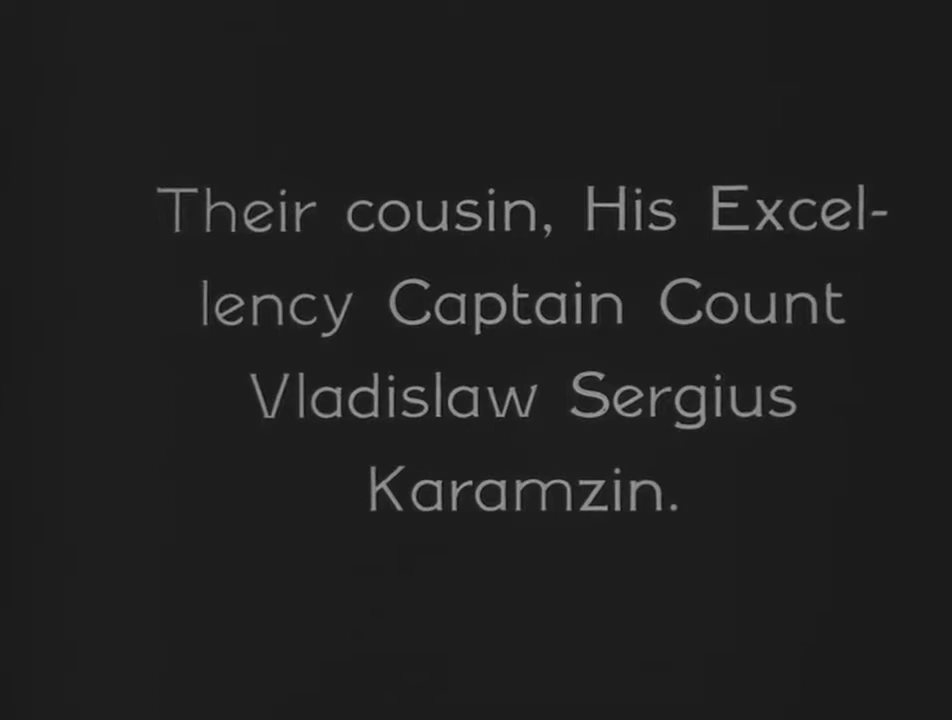 Their cousin, His Excel-
lency Captain Count
Vladislaw Sergius
Karamzin.